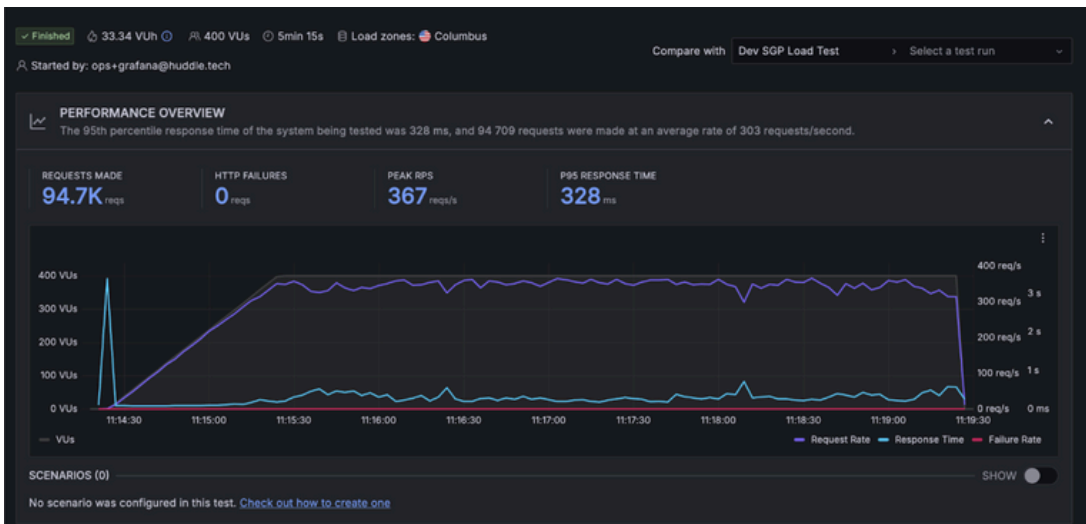 Finished 33.34 VUh 400 VUs 5min 15s Load zones: Columbus
Started by: ops+grafana@huddle.tech
Compare with Dev SGP Load Test › Select a test run
PERFORMANCE OVERVIEW
The 95th percentile response time of the system being tested was 328 ms, and 94 709 requests were made at an average rate of 303 requests/second.
REQUESTS MADE HTTP FAILURES PEAK RPS P95 RESPONSE TIME
94.7K reqs 0 reqs 367 reqs/s 328 ms
400 VUs 400 req/s
300 VUs 300 req/s 3 s
200 VUs 200 req/s 2 s
100 VUs 100 req/s 1 s
0 VUs 0 req/s 0 ms
11:14:30 11:15:00 11:15:30 11:16:00 11:16:30 11:17:00 11:17:30 11:18:00 11:18:30 11:19:00 11:19:30
VUs Request Rate Response Time Failure Rate
SCENARIOS (0) SHOW
No scenario was configured in this test. Check out how to create one